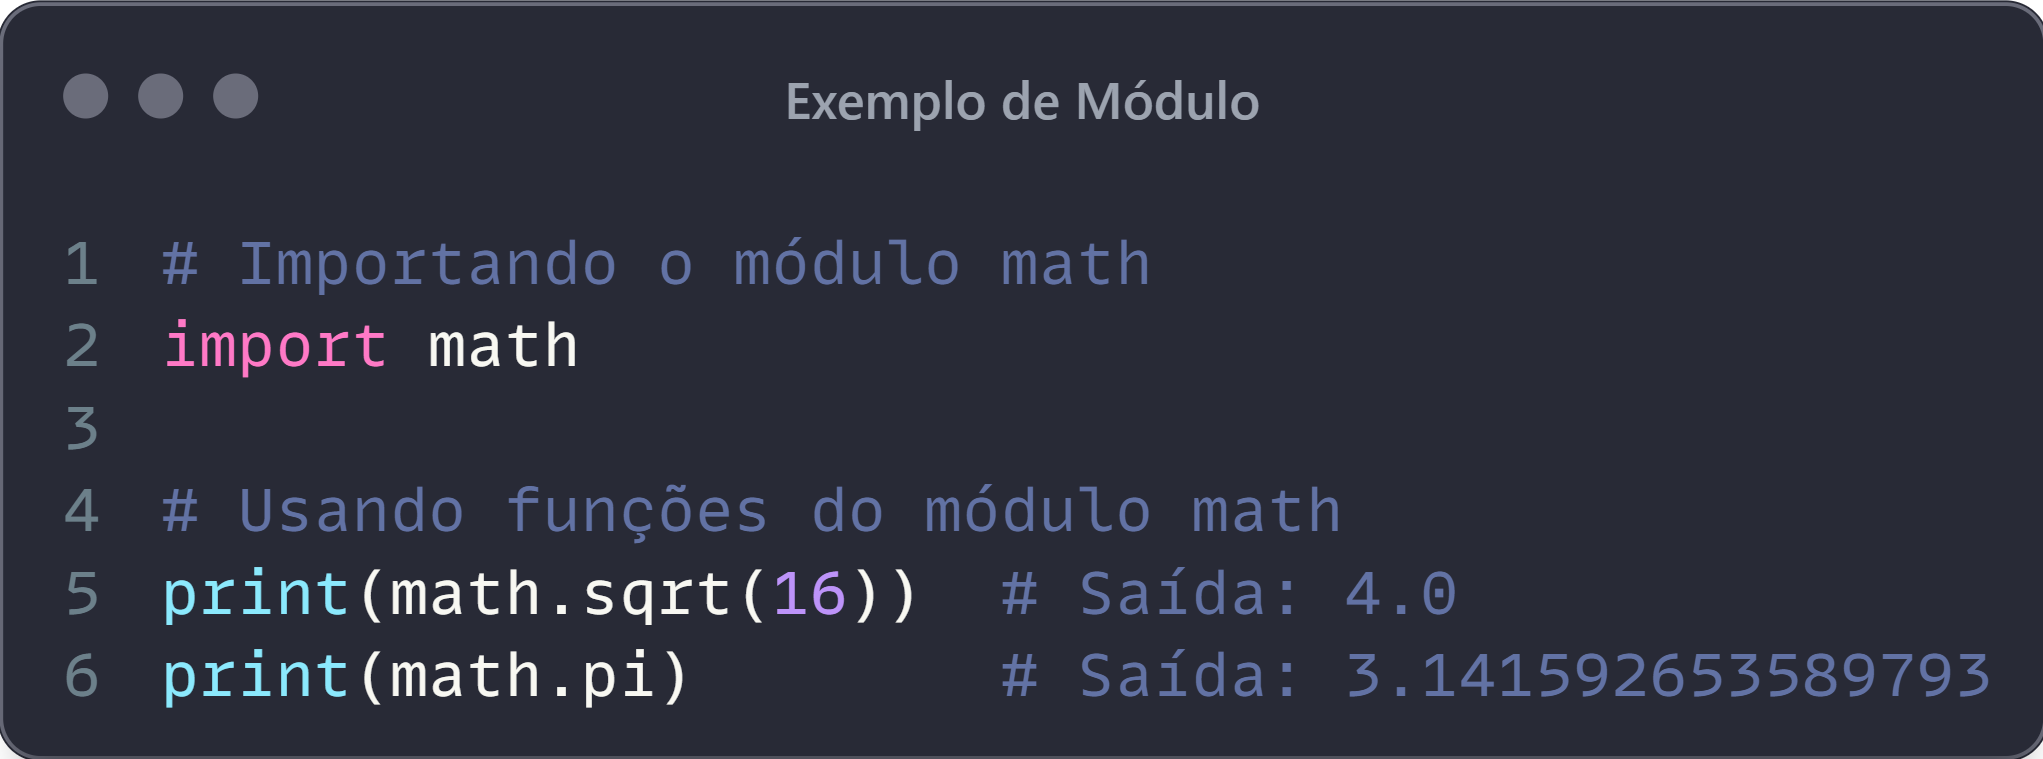 Exemplo de Módulo
1 # Importando o módulo math
2 import math
3
4 # Usando funções do módulo math
5 print(math.sqrt(16))  # Saída: 4.0
6 print(math.pi)        # Saída: 3.141592653589793